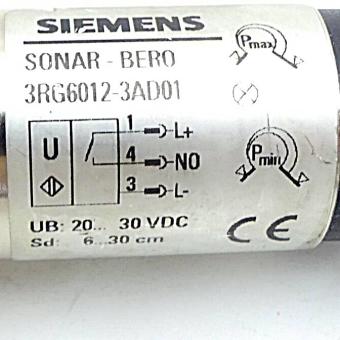 SIEMENS
SONAR-BERO
3RG6012-3AD01
Pmax
U
1 L+
4 NO
3 L-
Pmin
UB: 20... 30 VDC
Sd: 6...30 cm
CE